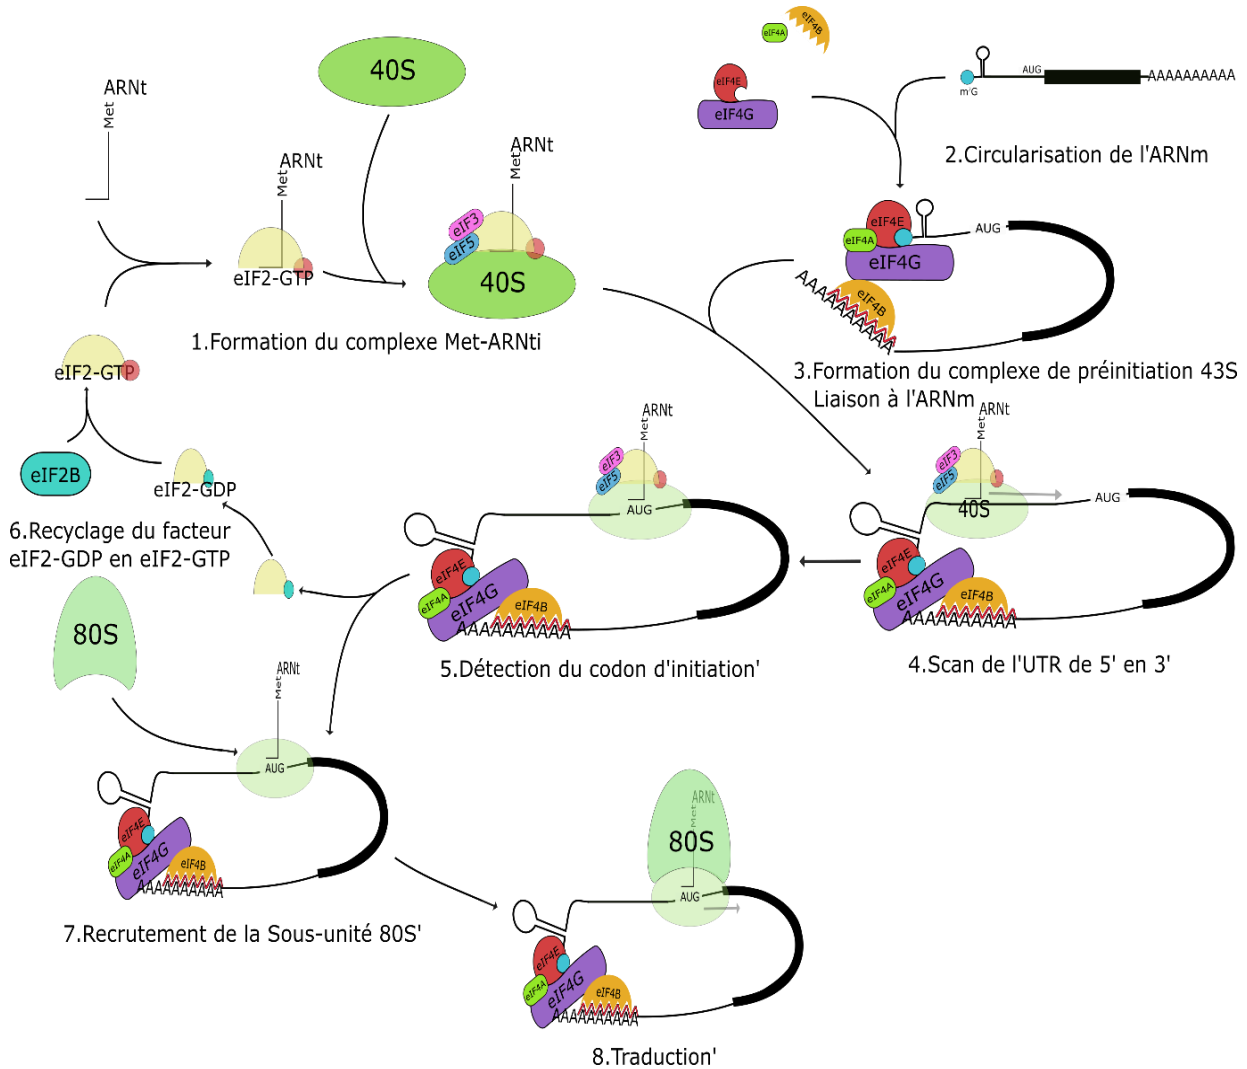 ARNt
Met
40S
eIF4A
eIF4B
eIF4E
eIF4G
m⁷G
AUG
AAAAAAAAAA
2.Circularisation de l'ARNm
ARNt
Met
eIF2-GTP
ARNt
Met
eIF3
eIF5
40S
1.Formation du complexe Met-ARNti
eIF4E
eIF4A
eIF4G
AUG
eIF4B
AAAAAAAAAA
3.Formation du complexe de préinitiation 43S
Liaison à l'ARNm
eIF2-GTP
eIF2B
eIF2-GDP
6.Recyclage du facteur
eIF2-GDP en eIF2-GTP
ARNt
Met
eIF3
eIF5
AUG
eIF4E
eIF4A
eIF4G
eIF4B
AAAAAAAAAA
5.Détection du codon d'initiation'
ARNt
Met
eIF3
eIF5
40S
AUG
eIF4E
eIF4A
eIF4G
eIF4B
AAAAAAAAAA
4.Scan de l'UTR de 5' en 3'
80S
ARNt
Met
AUG
eIF4E
eIF4A
eIF4G
eIF4B
AAAAAAAAAA
7.Recrutement de la Sous-unité 80S'
ARNt
Met
80S
AUG
eIF4E
eIF4A
eIF4G
eIF4B
AAAAAAAAAA
8.Traduction'